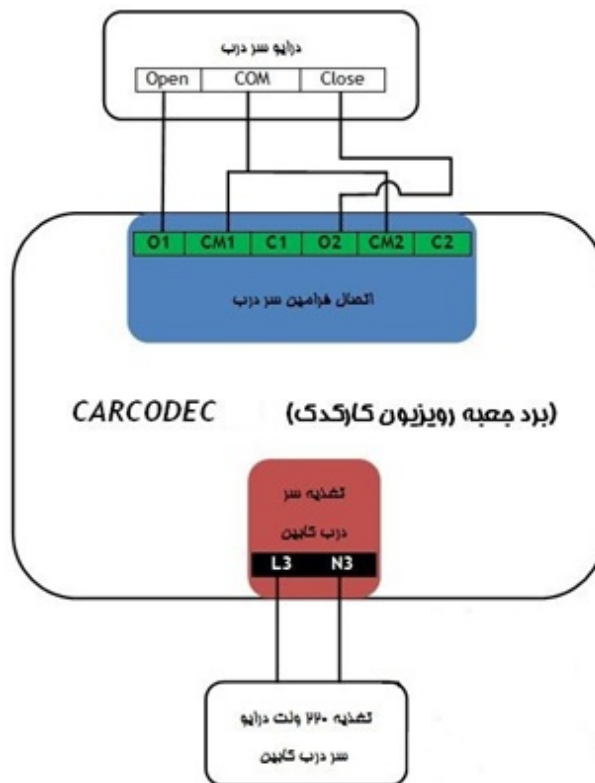 درایو سر درب
Open COM Close
O1 CM1 C1 O2 CM2 C2
اتصال فرامین سر درب
CARCODEC (برد جعبه رویزیون کارکدک)
تغذیه سر
درب کابین
L3 N3
تغذیه ۲۲۰ ولت درایو
سر درب کابین